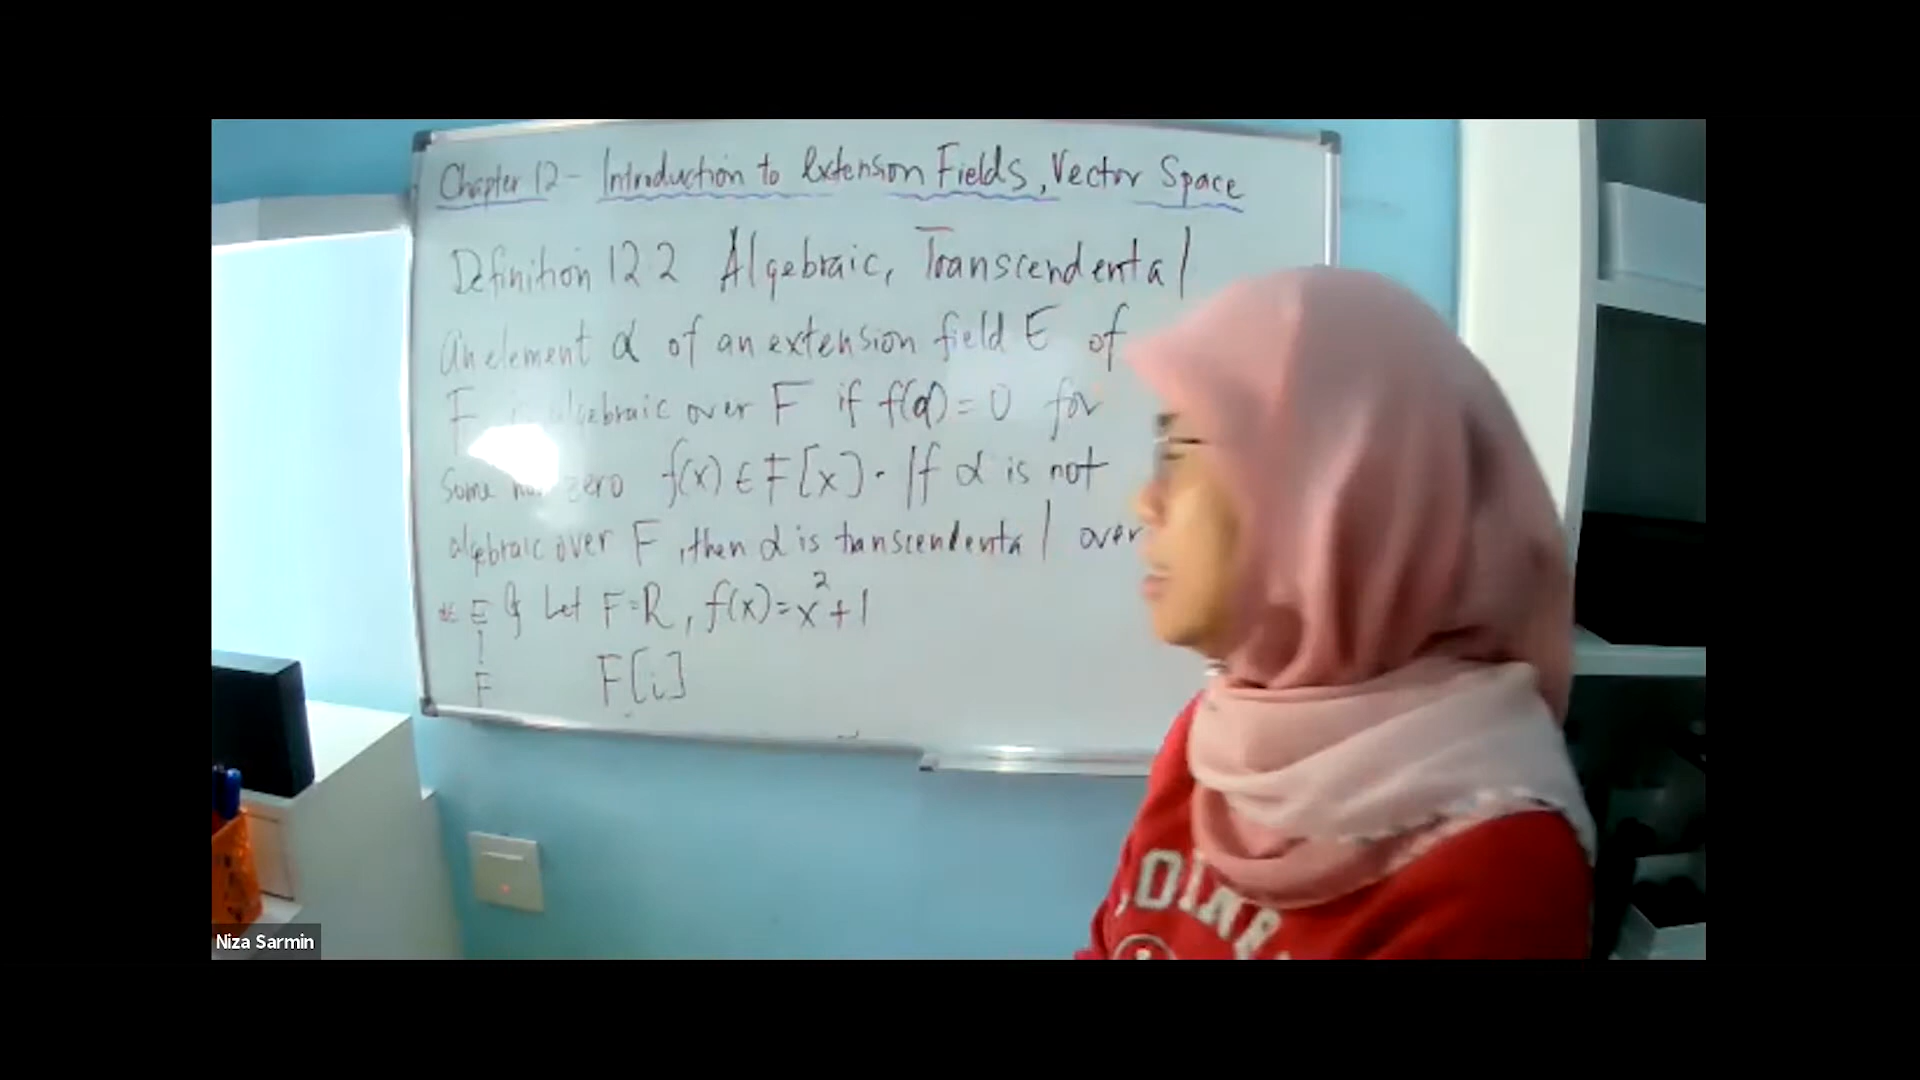 Chapter 12 - Introduction to Extension Fields, Vector Space
Definition 12.2 Algebraic, Transcendental
An element α of an extension field E of
F is algebraic over F if f(α) = 0 for
some nonzero f(x) ∈ F[x]. If α is not
algebraic over F, then α is transcendental over
E
|
F
Let F = R, f(x) = x² + 1
F[i]
Niza Sarmin